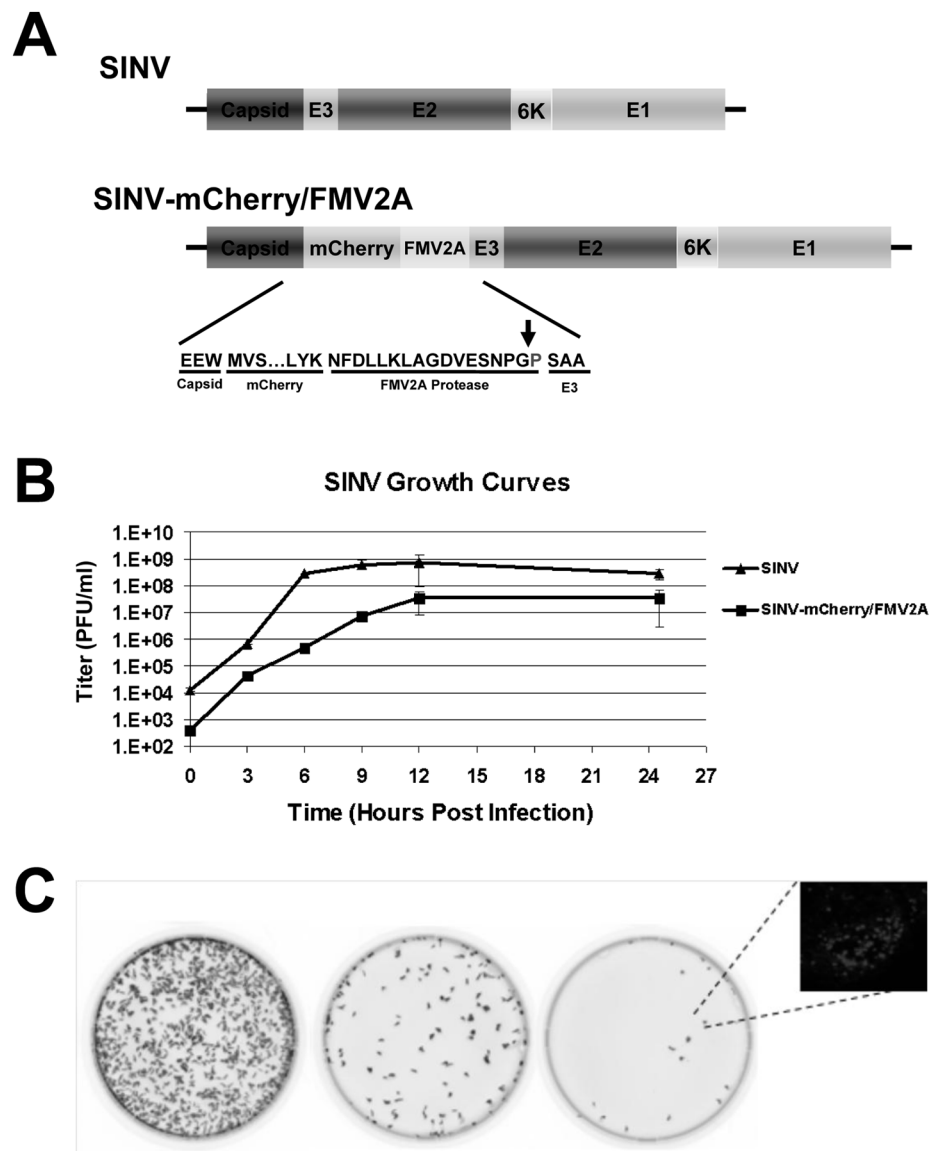 A
SINV
Capsid E3 E2 6K E1
SINV-mCherry/FMV2A
Capsid mCherry FMV2A E3 E2 6K E1
EEW MVS...LYK NFDLLKLAGDVESNPGP SAA
Capsid mCherry FMV2A Protease E3
B
SINV Growth Curves
1.E+10
1.E+09
1.E+08
1.E+07
1.E+06
1.E+05
1.E+04
1.E+03
1.E+02
Titer (PFU/ml)
0 3 6 9 12 15 18 21 24 27
Time (Hours Post Infection)
SINV
SINV-mCherry/FMV2A
C